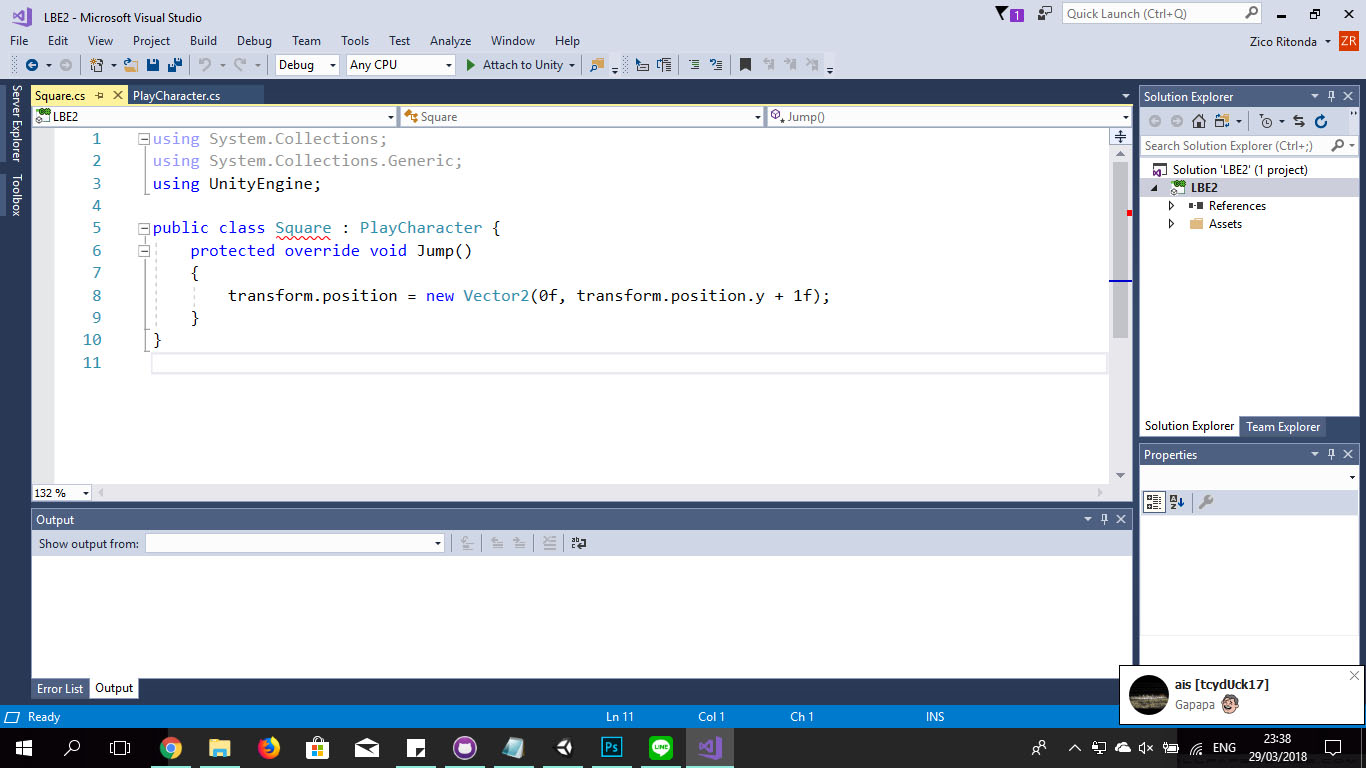 LBE2 - Microsoft Visual Studio
1
Quick Launch (Ctrl+Q)
File Edit View Project Build Debug Team Tools Test Analyze Window Help
Zico Ritonda ZR
Debug Any CPU Attach to Unity
Server Explorer
Toolbox
Square.cs PlayCharacter.cs
LBE2 Square Jump()
1 using System.Collections;
2 using System.Collections.Generic;
3 using UnityEngine;
4
5 public class Square : PlayCharacter {
6 protected override void Jump()
7 {
8 transform.position = new Vector2(0f, transform.position.y + 1f);
9 }
10 }
11
132 %
Solution Explorer
Search Solution Explorer (Ctrl+;)
Solution 'LBE2' (1 project)
LBE2
References
Assets
Solution Explorer Team Explorer
Properties
Output
Show output from:
Error List Output
ais [tcydUck17]
Gapapa
Ready Ln 11 Col 1 Ch 1 INS
Ps LINE
ENG
23:38
29/03/2018